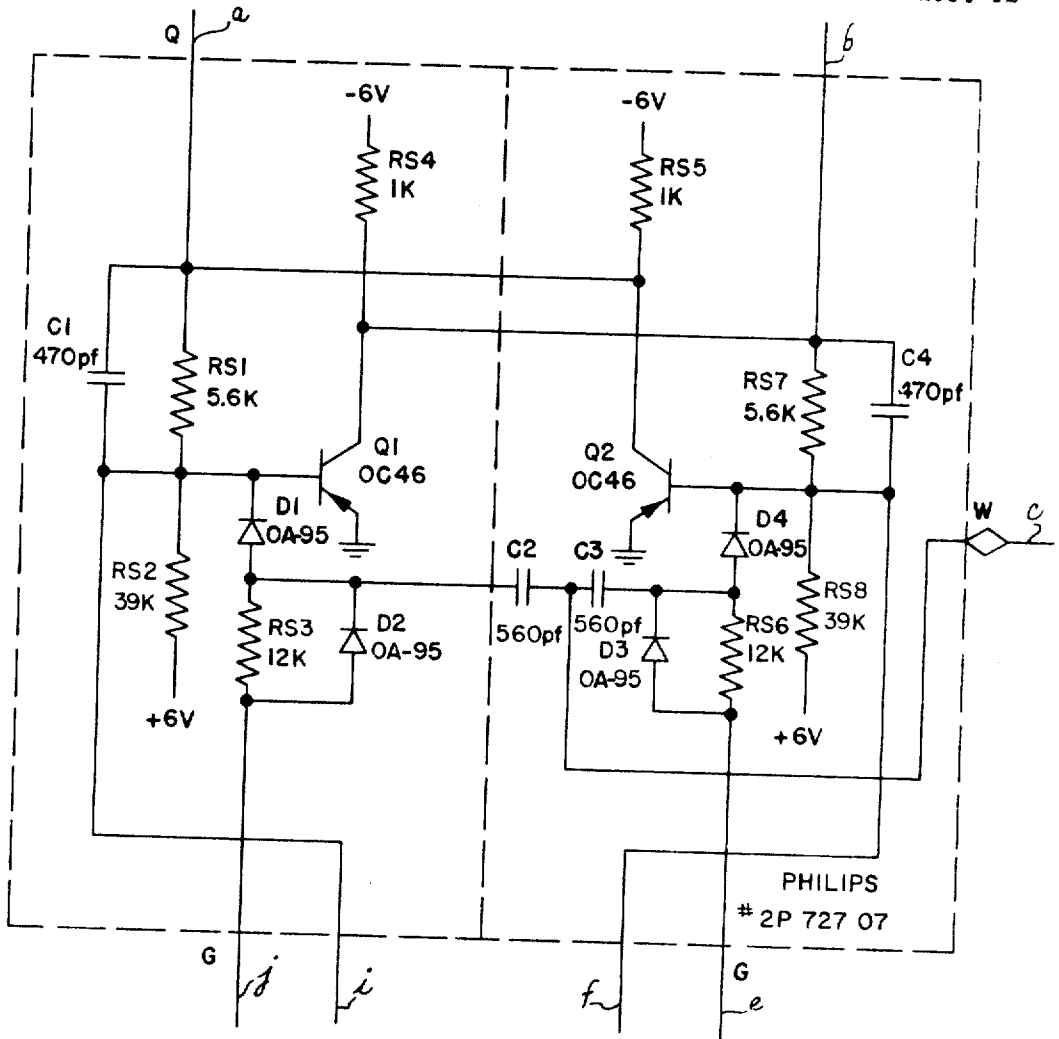 Q
a
b
-6V
-6V
RS4
1K
RS5
1K
C1
470pf
RS1
5.6K
RS7
5.6K
C4
470pf
Q1
OC46
Q2
OC46
W
c
D1
OA-95
C2
C3
D4
OA-95
RS2
39K
RS3
12K
D2
OA-95
560pf
560pf
D3
OA-95
RS6
12K
RS8
39K
+6V
+6V
PHILIPS
# 2P 727 07
G
G
j
i
f
e